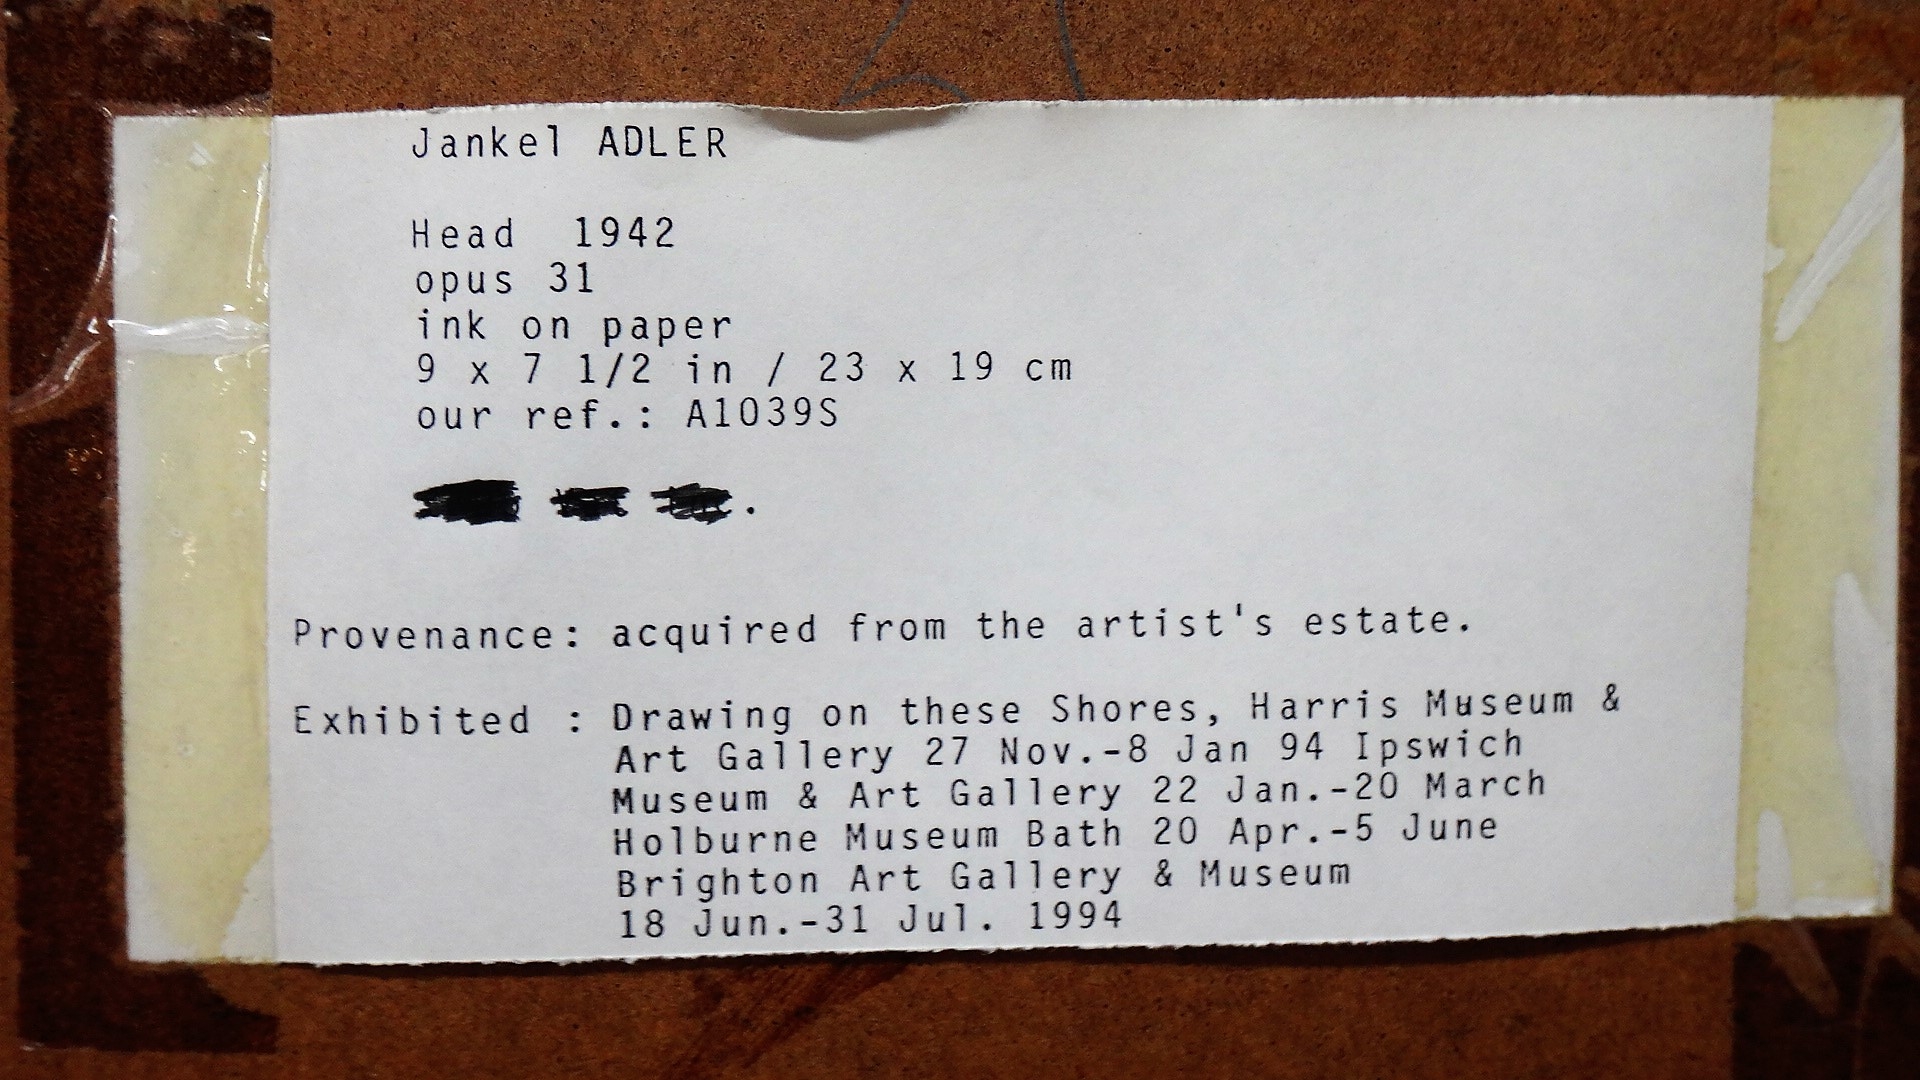 Jankel ADLER
Head 1942
opus 31
ink on paper
9 x 7 1/2 in / 23 x 19 cm
our ref.: A1039S
Provenance: acquired from the artist's estate.
Exhibited : Drawing on these Shores, Harris Museum &
Art Gallery 27 Nov.-8 Jan 94 Ipswich
Museum & Art Gallery 22 Jan.-20 March
Holburne Museum Bath 20 Apr.-5 June
Brighton Art Gallery & Museum
18 Jun.-31 Jul. 1994